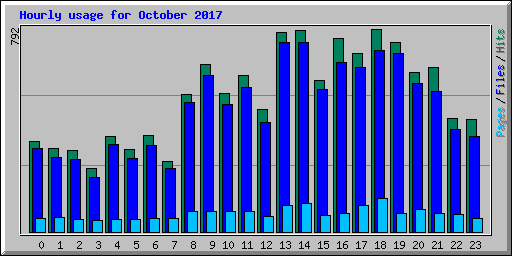 Hourly usage for October 2017
792
Pages / Files / Hits
0 1 2 3 4 5 6 7 8 9 10 11 12 13 14 15 16 17 18 19 20 21 22 23